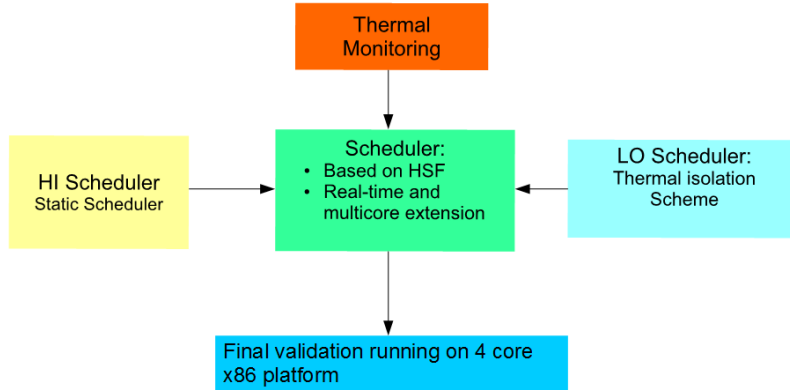 Thermal
Monitoring
HI Scheduler
Static Scheduler
Scheduler:
• Based on HSF
• Real-time and
multicore extension
LO Scheduler:
Thermal isolation
Scheme
Final validation running on 4 core
x86 platform